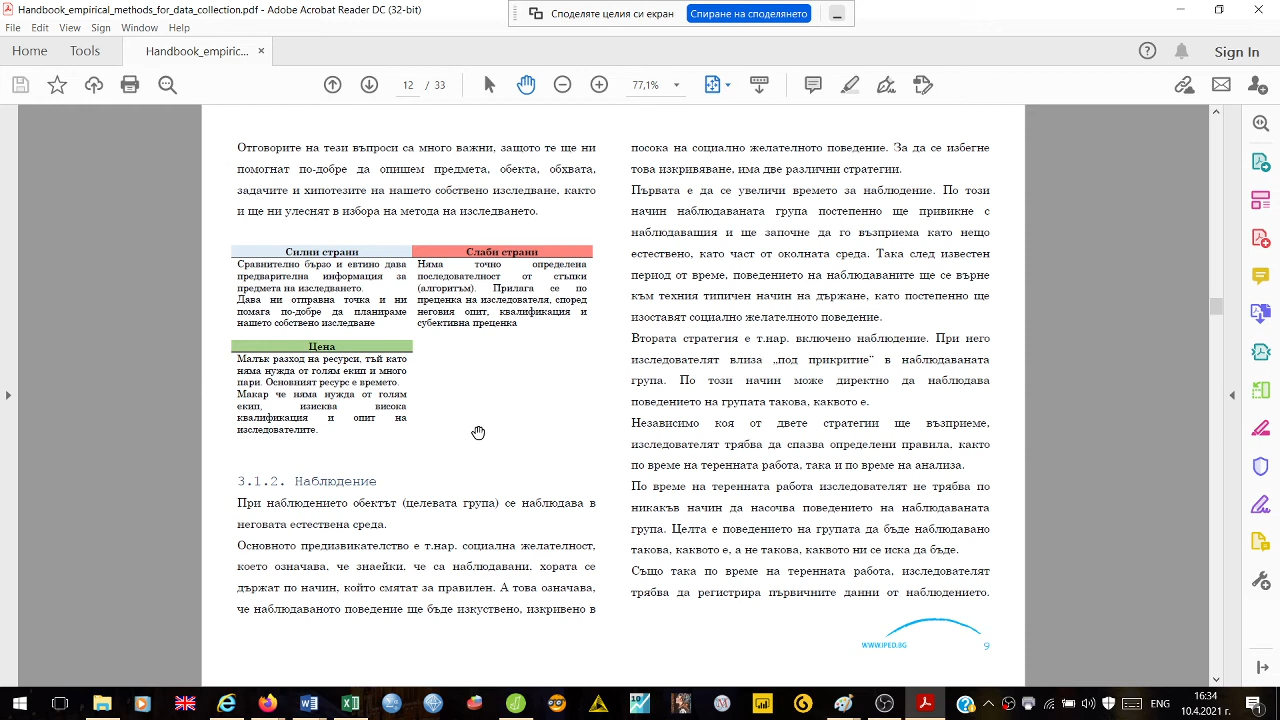 Handbook_empirical_methods_for_data_collection.pdf - Adobe Acrobat Reader DC (32-bit)
Споделяте целия си екран
Спиране на споделянето
File Edit View Sign Window Help
Home Tools Handbook_empiric... × Sign In
12 / 33 77,1%
Отговорите на тези въпроси са много важни, защото те ще ни
помогнат по-добре да опишем предмета, обекта, обхвата,
задачите и хипотезите на нашето собствено изследване, както
и ще ни улеснят в избора на метода на изследването.
Силни страни
Сравнително бързо и евтино дава
предварителна информация за
предмета на изследването.
Дава ни отправна точка и ни
помага по-добре да планираме
нашето собствено изследване
Слаби страни
Няма точно определена
последователност от стъпки
(алгоритъм). Прилага се по
преценка на изследователя, според
неговия опит, квалификация и
субективна преценка
Цена
Малък разход на ресурси, тъй като
няма нужда от голям екип и много
пари. Основният ресурс е времето.
Макар че няма нужда от голям
екип, изисква висока
квалификация и опит на
изследователите.
3.1.2. Наблюдение
При наблюдението обектът (целевата група) се наблюдава в
неговата естествена среда.
Основното предизвикателство е т.нар. социална желателност,
което означава, че знаейки, че са наблюдавани, хората се
държат по начин, който смятат за правилен. А това означава,
че наблюдаваното поведение ще бъде изкуствено, изкривено в
посока на социално желателното поведение. За да се избегне
това изкривяване, има две различни стратегии.
Първата е да се увеличи времето за наблюдение. По този
начин наблюдаваната група постепенно ще привикне с
наблюдаващия и ще започне да го възприема като нещо
естествено, като част от околната среда. Така след известен
период от време, поведението на наблюдаваните ще се върне
към техния типичен начин на държане, като постепенно ще
изоставят социално желателното поведение.
Втората стратегия е т.нар. включено наблюдение. При него
изследователят влиза „под прикритие“ в наблюдаваната
група. По този начин може директно да наблюдава
поведението на групата такова, каквото е.
Независимо коя от двете стратегии ще възприеме,
изследователят трябва да спазва определени правила, както
по време на теренната работа, така и по време на анализа.
По време на теренната работа изследователят не трябва по
никакъв начин да насочва поведението на наблюдаваната
група. Целта е поведението на групата да бъде наблюдавано
такова, каквото е, а не такова, каквото ни се иска да бъде.
Също така по време на теренната работа, изследователят
трябва да регистрира първичните данни от наблюдението.
WWW.IPED.BG 9
ENG
10.4.2021 г.